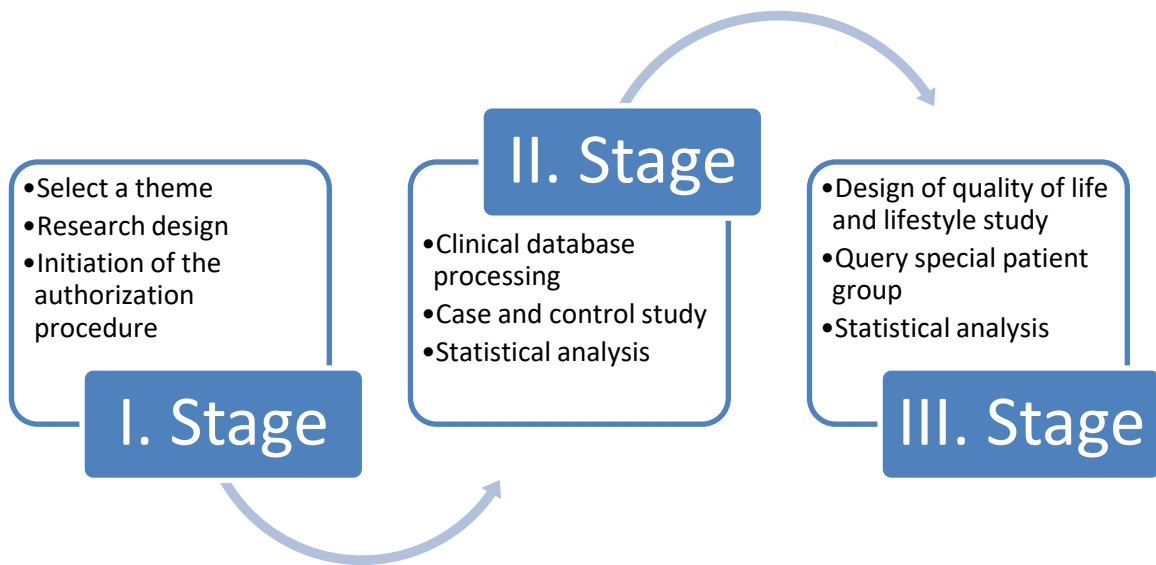 •Select a theme
•Research design
•Initiation of the
authorization
procedure
I. Stage
II. Stage
•Clinical database
processing
•Case and control study
•Statistical analysis
•Design of quality of life
and lifestyle study
•Query special patient
group
•Statistical analysis
III. Stage